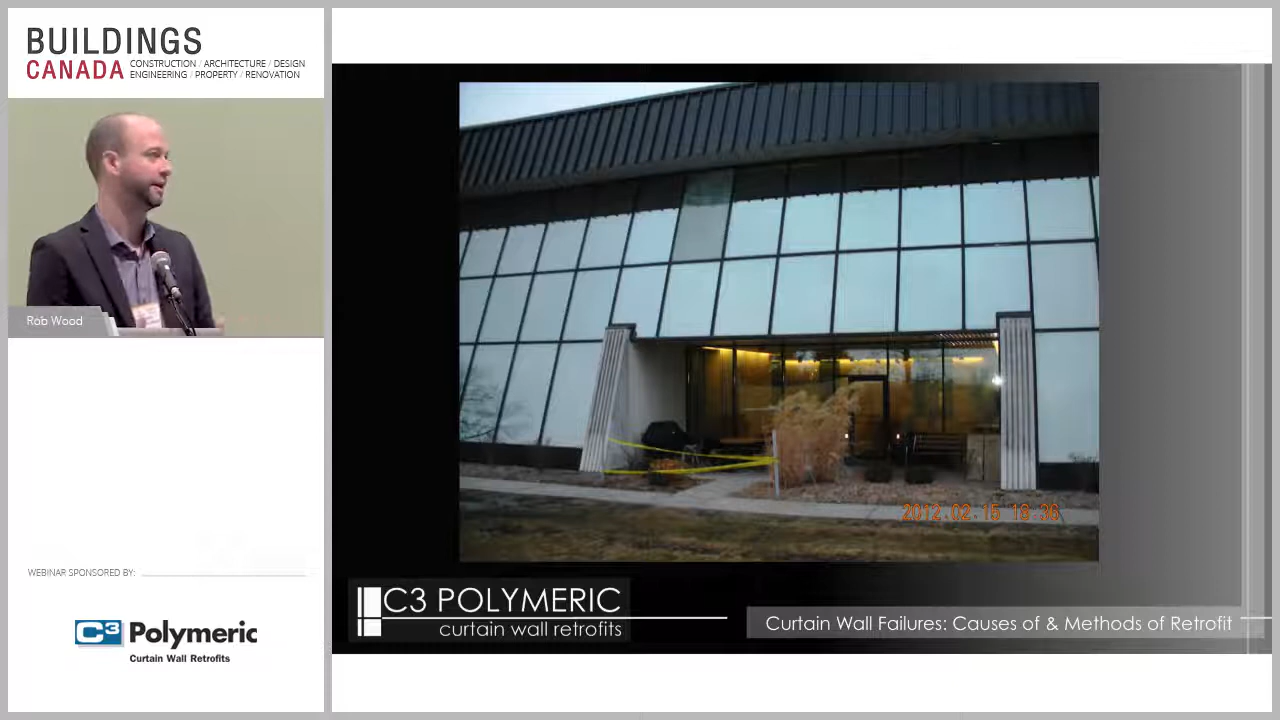 BUILDINGS
CANADA
CONSTRUCTION / ARCHITECTURE / DESIGN
ENGINEERING / PROPERTY / RENOVATION
Rob Wood
WEBINAR SPONSORED BY:
C3 Polymeric
Curtain Wall Retrofits
2012.02.15 16:36
C3 POLYMERIC
curtain wall retrofits
Curtain Wall Failures: Causes of & Methods of Retrofit